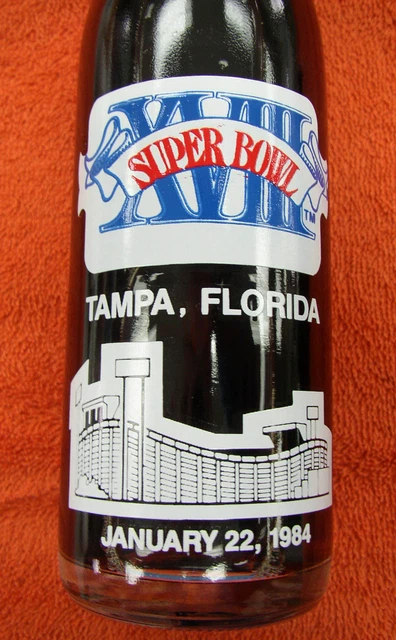 XVIII
SUPER BOWL
TM
TAMPA, FLORIDA
JANUARY 22, 1984